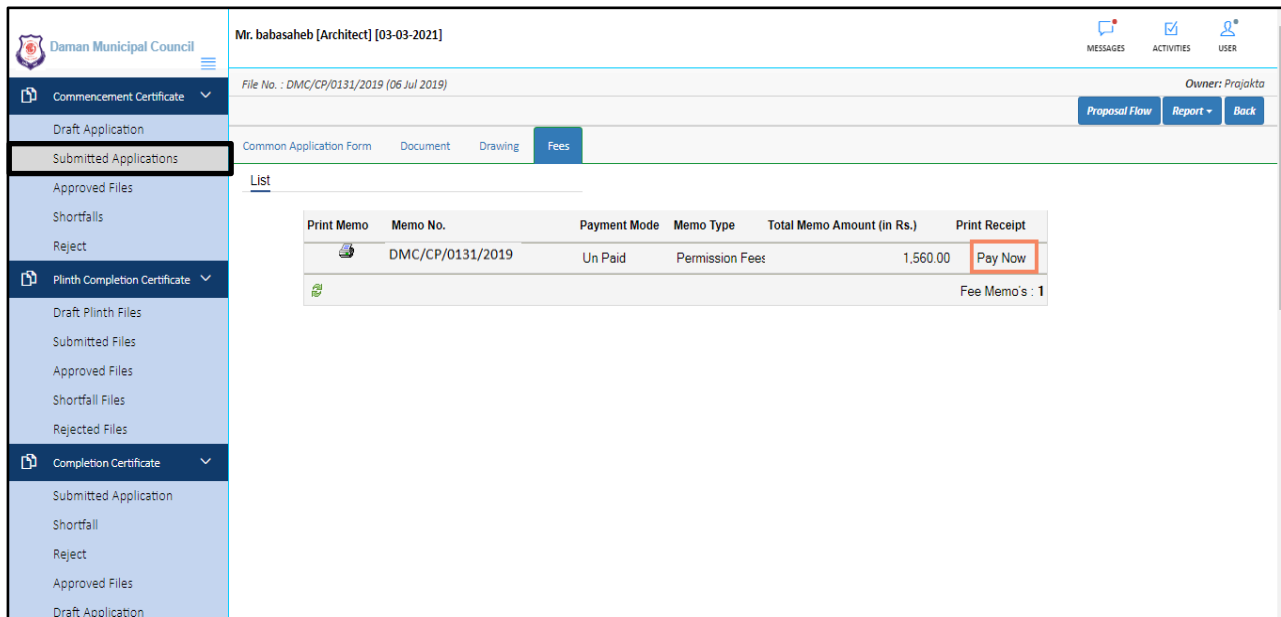 Daman Municipal Council
Mr. babasaheb [Architect] [03-03-2021]
MESSAGES ACTIVITIES USER
File No. : DMC/CP/0131/2019 (06 Jul 2019) Owner: Prajakta
Proposal Flow Report Back
Common Application Form Document Drawing Fees
List
Print Memo Memo No. Payment Mode Memo Type Total Memo Amount (in Rs.) Print Receipt
DMC/CP/0131/2019 Un Paid Permission Fees 1,560.00 Pay Now
Fee Memo's : 1
Commencement Certificate
Draft Application
Submitted Applications
Approved Files
Shortfalls
Reject
Plinth Completion Certificate
Draft Plinth Files
Submitted Files
Approved Files
Shortfall Files
Rejected Files
Completion Certificate
Submitted Application
Shortfall
Reject
Approved Files
Draft Application